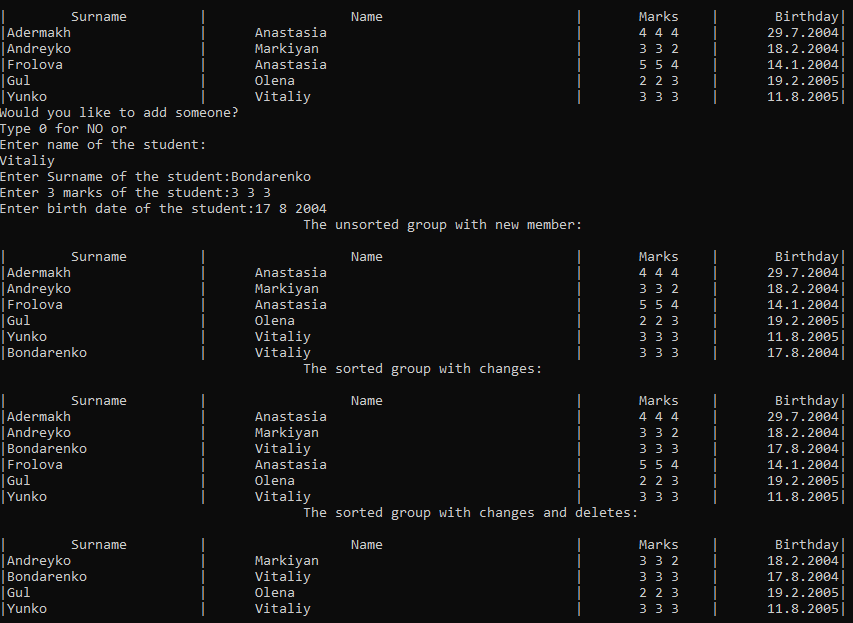 | Surname | Name | Marks | Birthday|
|Adermakh | Anastasia | 4 4 4 | 29.7.2004|
|Andreyko | Markiyan | 3 3 2 | 18.2.2004|
|Frolova | Anastasia | 5 5 4 | 14.1.2004|
|Gul | Olena | 2 2 3 | 19.2.2005|
|Yunko | Vitaliy | 3 3 3 | 11.8.2005|
Would you like to add someone?
Type 0 for NO or
Enter name of the student:
Vitaliy
Enter Surname of the student:Bondarenko
Enter 3 marks of the student:3 3 3
Enter birth date of the student:17 8 2004
The unsorted group with new member:
| Surname | Name | Marks | Birthday|
|Adermakh | Anastasia | 4 4 4 | 29.7.2004|
|Andreyko | Markiyan | 3 3 2 | 18.2.2004|
|Frolova | Anastasia | 5 5 4 | 14.1.2004|
|Gul | Olena | 2 2 3 | 19.2.2005|
|Yunko | Vitaliy | 3 3 3 | 11.8.2005|
|Bondarenko | Vitaliy | 3 3 3 | 17.8.2004|
The sorted group with changes:
| Surname | Name | Marks | Birthday|
|Adermakh | Anastasia | 4 4 4 | 29.7.2004|
|Andreyko | Markiyan | 3 3 2 | 18.2.2004|
|Bondarenko | Vitaliy | 3 3 3 | 17.8.2004|
|Frolova | Anastasia | 5 5 4 | 14.1.2004|
|Gul | Olena | 2 2 3 | 19.2.2005|
|Yunko | Vitaliy | 3 3 3 | 11.8.2005|
The sorted group with changes and deletes:
| Surname | Name | Marks | Birthday|
|Andreyko | Markiyan | 3 3 2 | 18.2.2004|
|Bondarenko | Vitaliy | 3 3 3 | 17.8.2004|
|Gul | Olena | 2 2 3 | 19.2.2005|
|Yunko | Vitaliy | 3 3 3 | 11.8.2005|